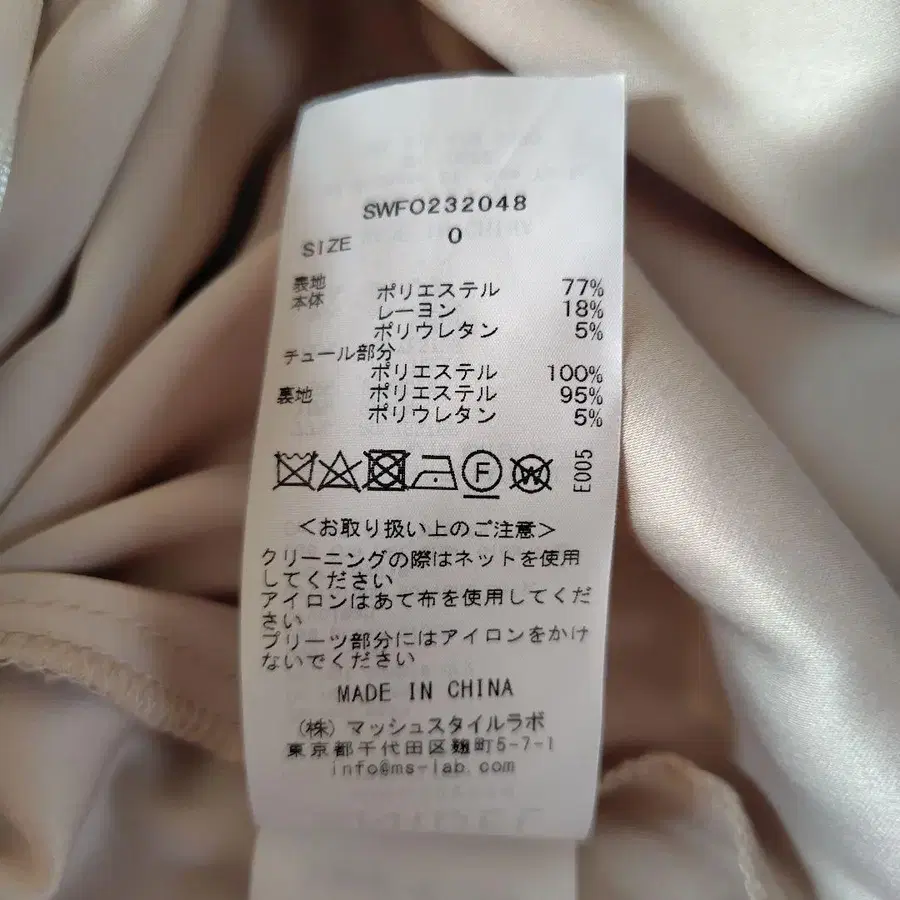 SWFO232048
SIZE 0
表地
本体 ポリエステル 77%
レーヨン 18%
ポリウレタン 5%
チュール部分
ポリエステル 100%
裏地 ポリエステル 95%
ポリウレタン 5%
F W E005
<お取り扱い上のご注意>
クリーニングの際はネットを使用
してください
アイロンはあて布を使用してくだ
さい
プリーツ部分にはアイロンをかけ
ないでください
MADE IN CHINA
(株)マッシュスタイルラボ
東京都千代田区麹町5-7-1
info@ms-lab.com